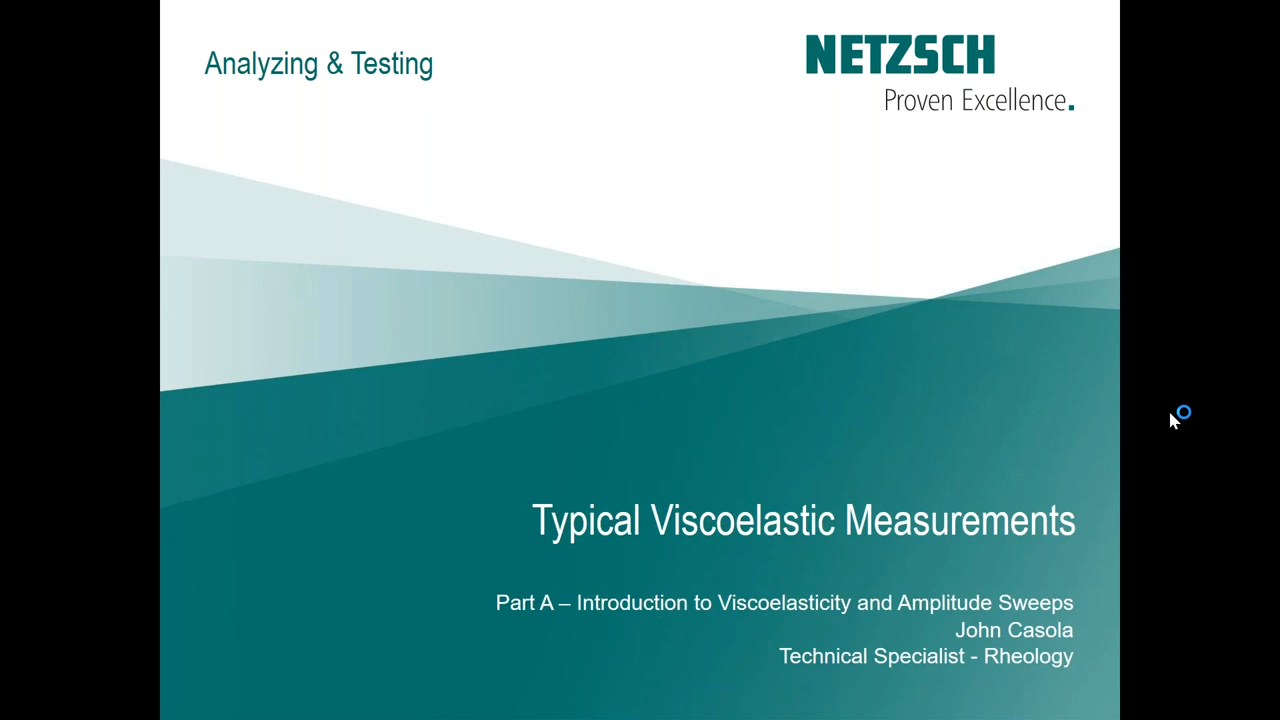 Analyzing & Testing
NETZSCH
Proven Excellence.
Typical Viscoelastic Measurements
Part A – Introduction to Viscoelasticity and Amplitude Sweeps
John Casola
Technical Specialist - Rheology